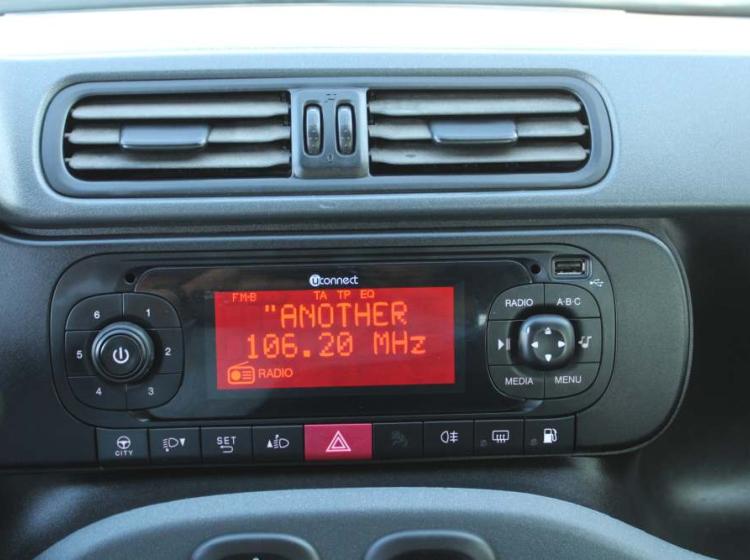 uconnect
FM-B TA TP EQ
"ANOTHER
106.20 MHz
RADIO
6 1
5 2
4 3
RADIO A·B·C
MEDIA MENU
CITY
SET